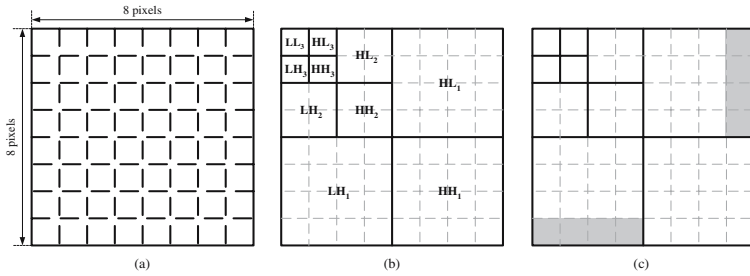 8 pixels
8 pixels
LL3 HL3
LH3 HH3
HL2
LH2 HH2
HL1
LH1 HH1
(a) (b) (c)